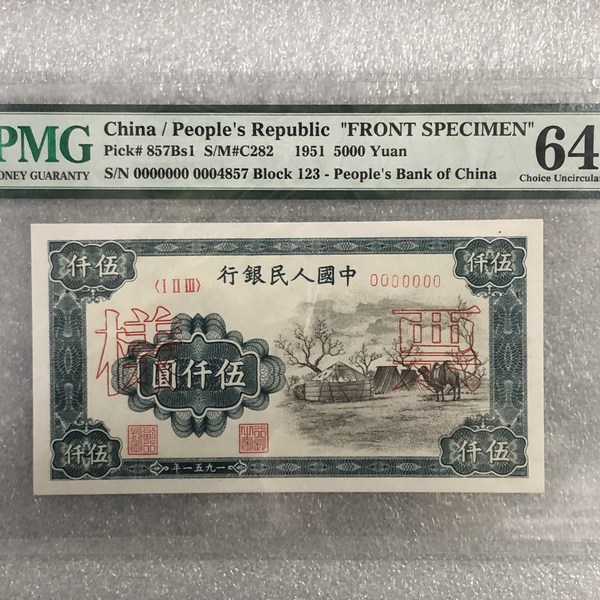 PMG
MONEY GUARANTY
China / People's Republic "FRONT SPECIMEN"
Pick# 857Bs1 S/M#C282 1951 5000 Yuan
S/N 0000000 0004857 Block 123 - People's Bank of China
64
Choice Uncircula
仟伍
仟伍
行銀民人國中
〈I II III〉
0000000
樣
票
圓仟伍
仟伍
仟伍
年一五九一